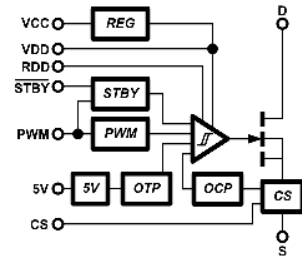 VCC REG D
VDD
RDD
STBY STBY
PWM PWM
5V 5V OTP OCP CS
CS
S